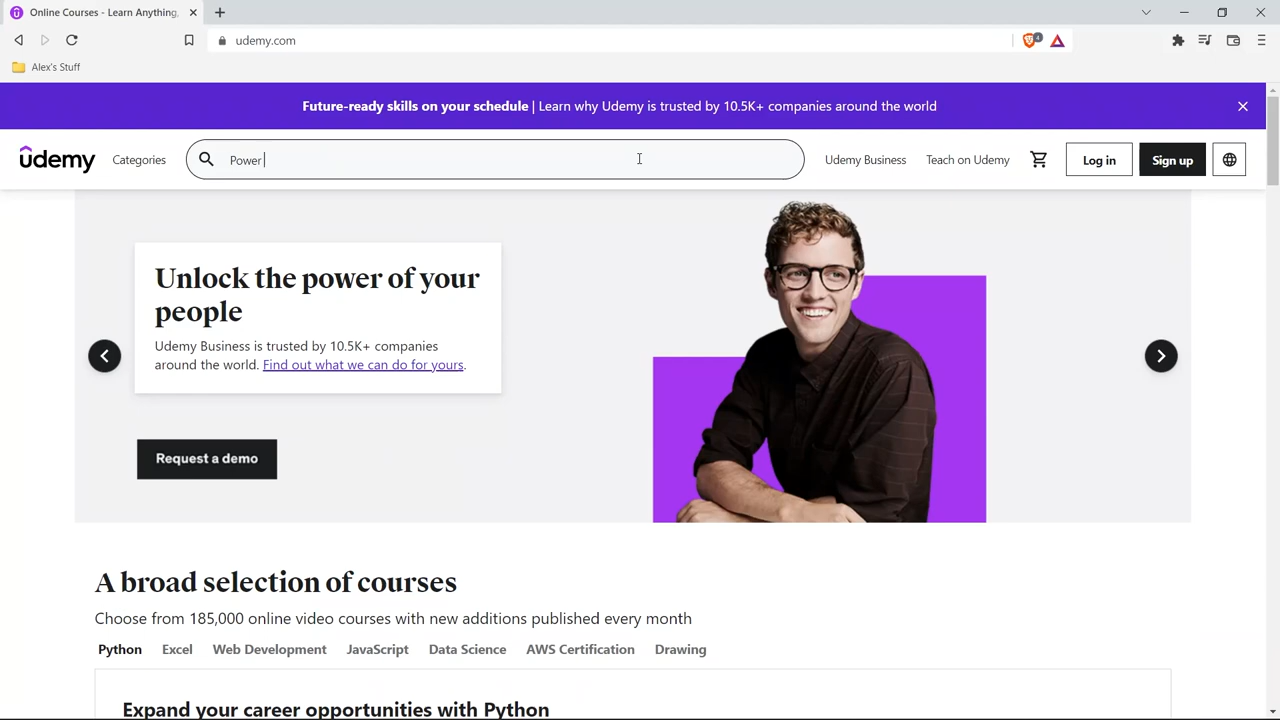 Online Courses - Learn Anything,
udemy.com
4
Alex's Stuff
Future-ready skills on your schedule | Learn why Udemy is trusted by 10.5K+ companies around the world
ûdemy
Categories
Power
Udemy Business
Teach on Udemy
Log in
Sign up
Unlock the power of your
people
Udemy Business is trusted by 10.5K+ companies
around the world. Find out what we can do for yours.
Request a demo
A broad selection of courses
Choose from 185,000 online video courses with new additions published every month
Python Excel Web Development JavaScript Data Science AWS Certification Drawing
Expand your career opportunities with Python